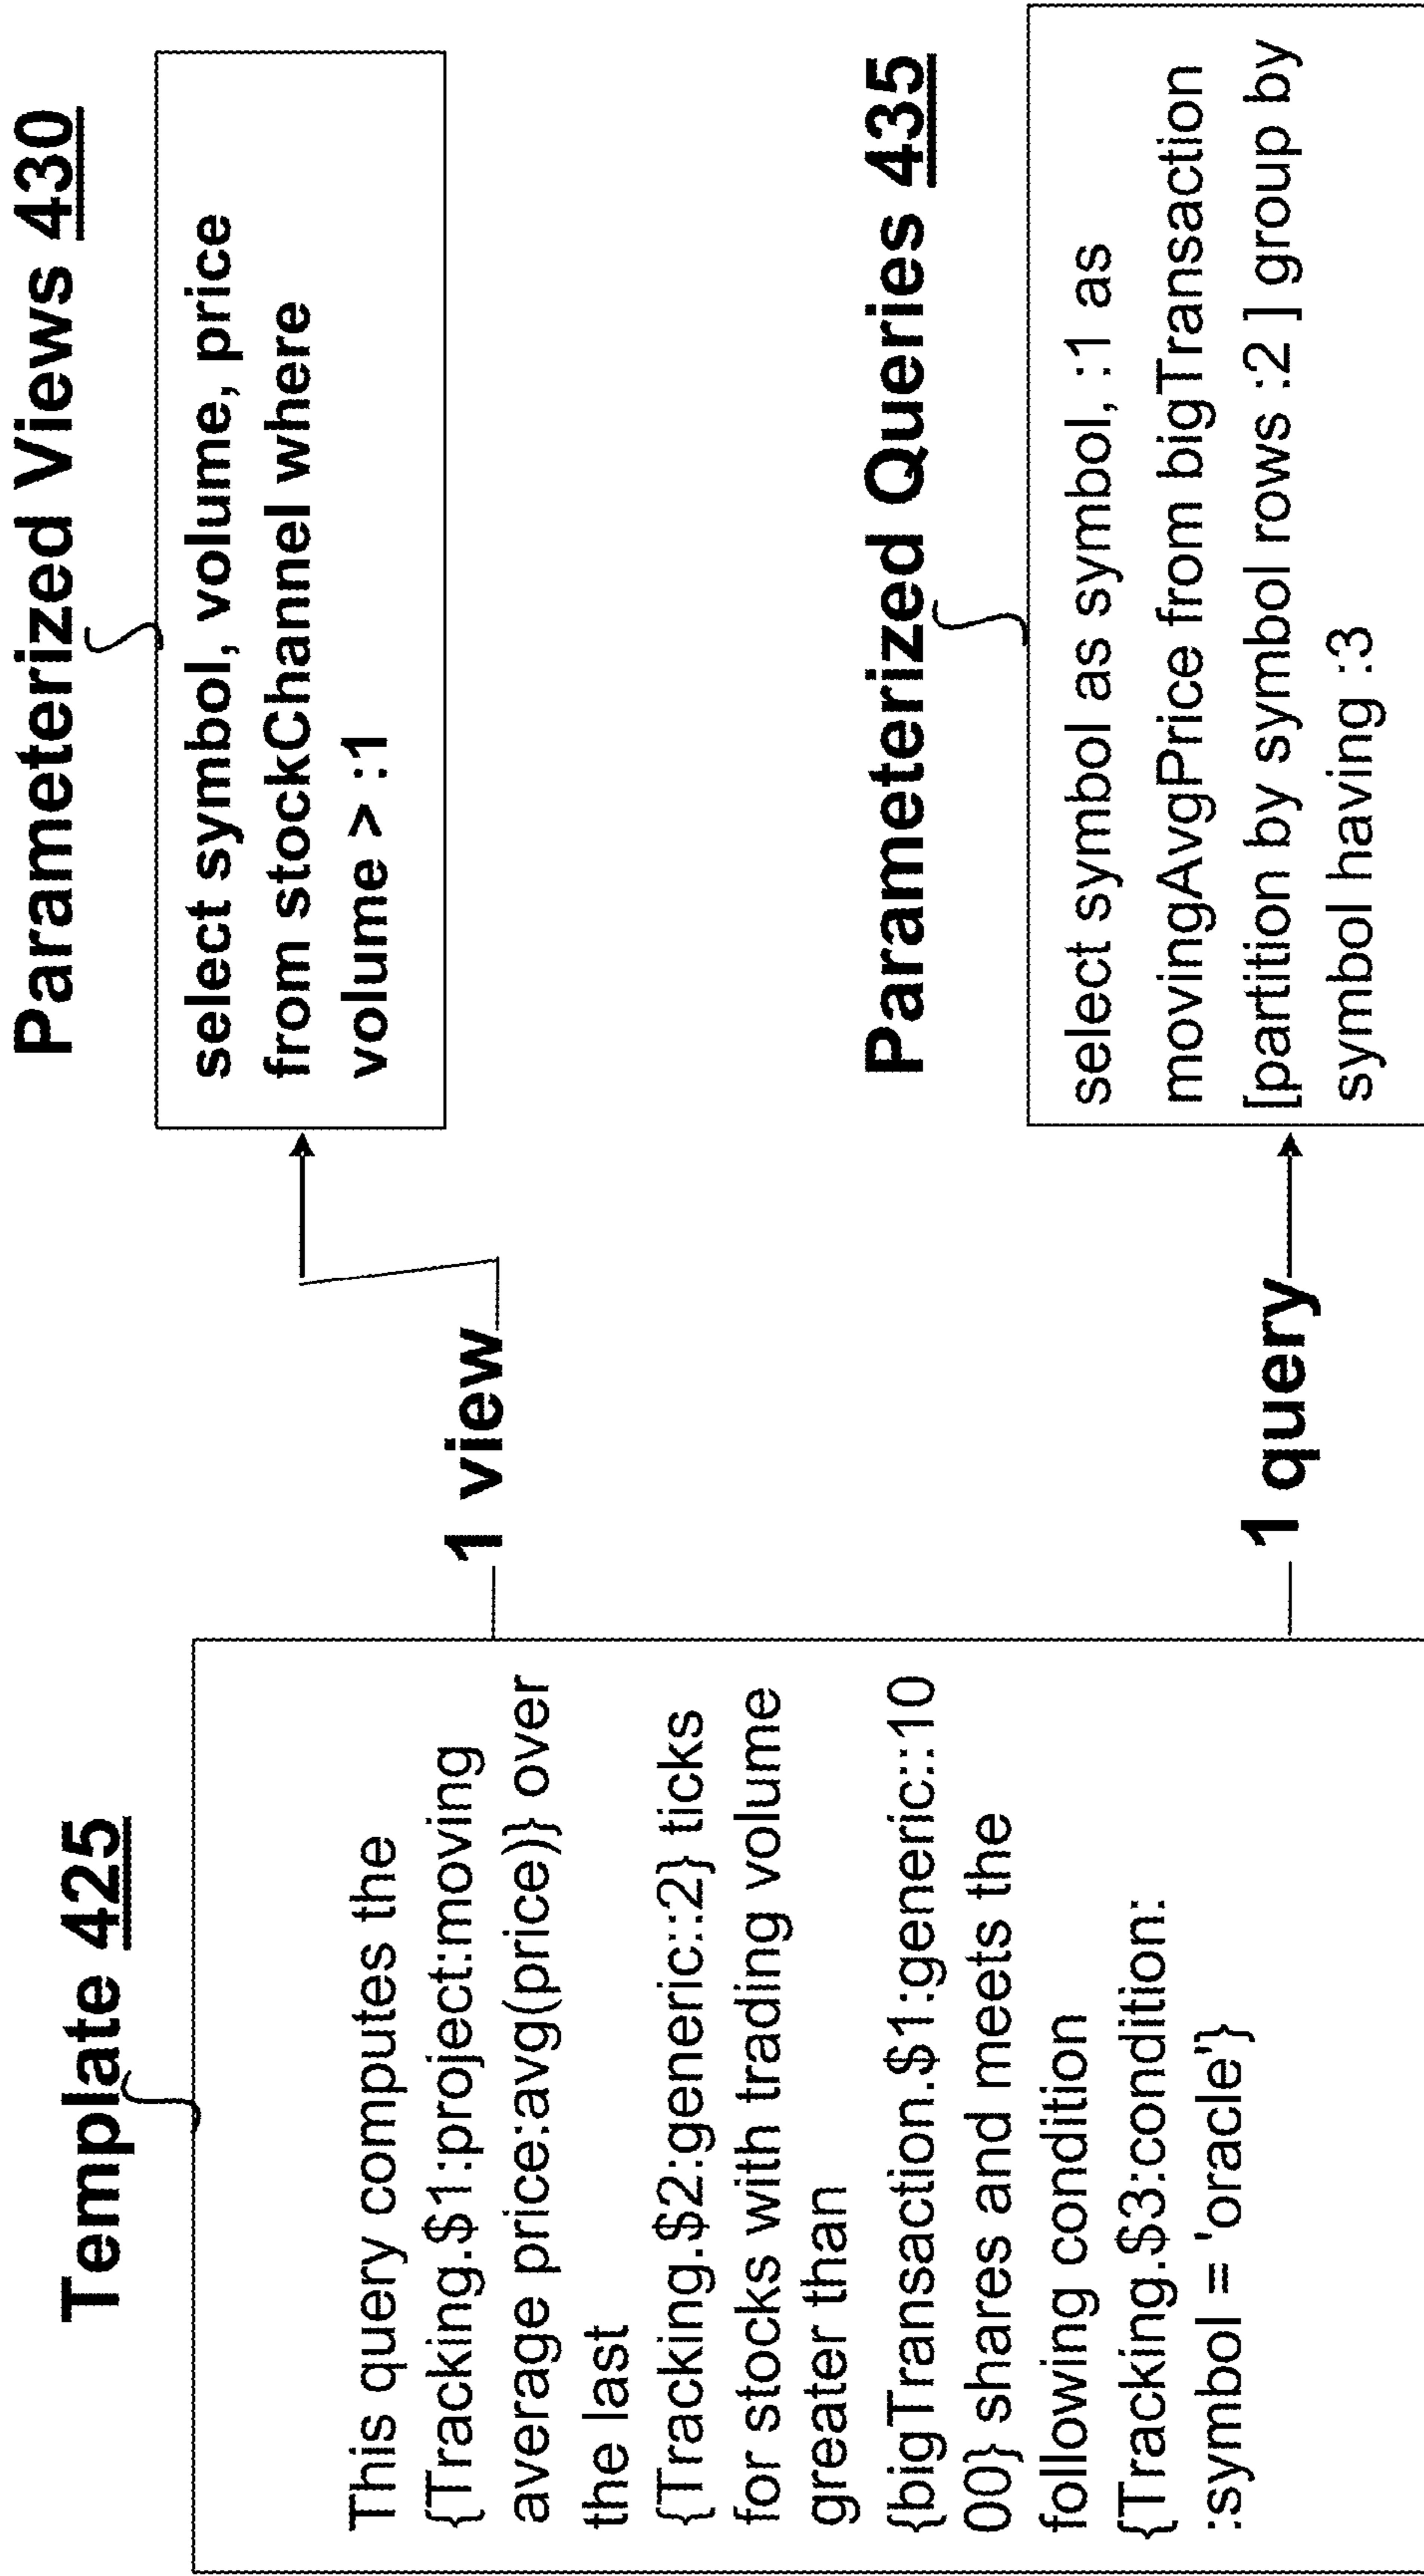 Template 425
This query computes the
{Tracking.$1:project:moving
average price:avg(price)} over
the last
{Tracking.$2:generic::2} ticks
for stocks with trading volume
greater than
{bigTransaction.$1:generic::10
00} shares and meets the
following condition
{Tracking.$3:condition:
:symbol = 'oracle'}
1 view
1 query
Parameterized Views 430
select symbol, volume, price
from stockChannel where
volume > :1
Parameterized Queries 435
select symbol as symbol, :1 as
movingAvgPrice from bigTransaction
[partition by symbol rows :2 ] group by
symbol having :3